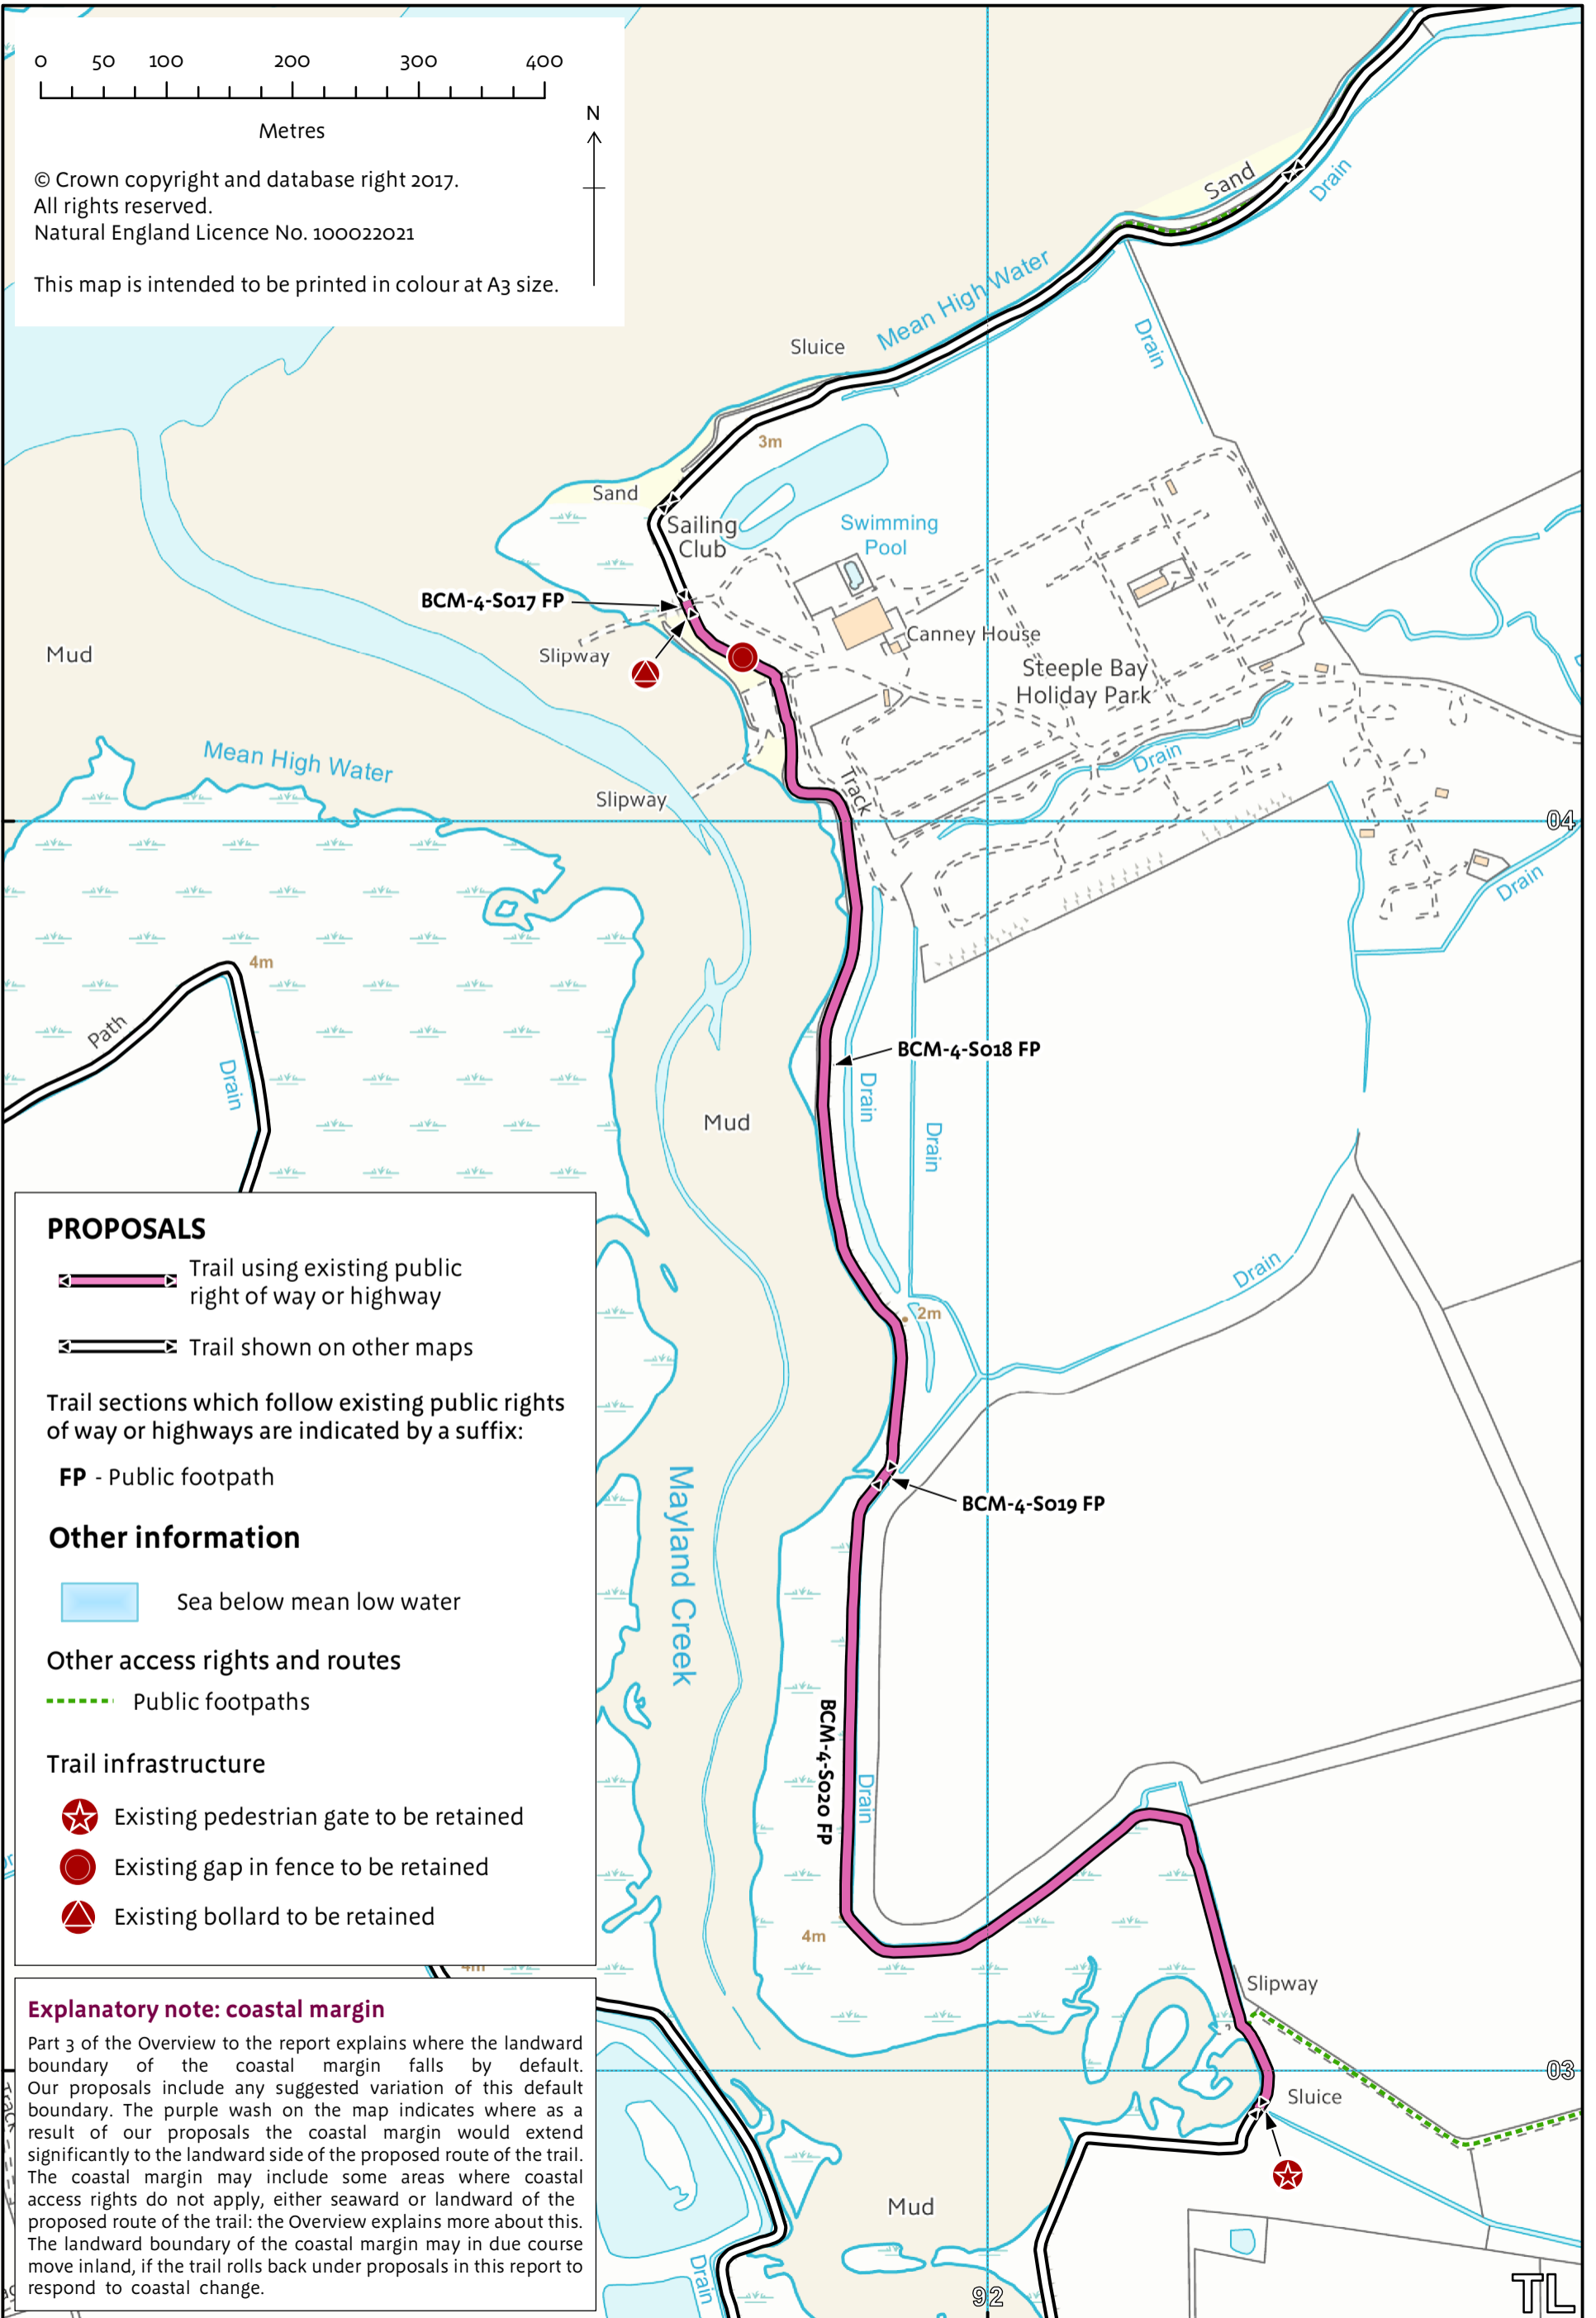 0 50 100 200 300 400
Metres
N
© Crown copyright and database right 2017.
All rights reserved.
Natural England Licence No. 100022021
This map is intended to be printed in colour at A3 size.
Sand
Drain
Mean High Water
Drain
Sluice
3m
Sand
Sailing
Club
Swimming
Pool
BCM-4-S017 FP
Canney House
Slipway
Mud
Steeple Bay
Holiday Park
Mean High Water
Drain
Track
Slipway
04
Drain
4m
Path
Drain
BCM-4-S018 FP
Drain
Mud
Drain
Drain
2m
PROPOSALS
Trail using existing public
right of way or highway
Trail shown on other maps
Trail sections which follow existing public rights
of way or highways are indicated by a suffix:
FP - Public footpath
Other information
Sea below mean low water
Other access rights and routes
Public footpaths
Trail infrastructure
Existing pedestrian gate to be retained
Existing gap in fence to be retained
Existing bollard to be retained
Mayland Creek
BCM-4-S019 FP
BCM-4-S020 FP
Drain
4m
4m
Slipway
03
Sluice
Explanatory note: coastal margin
Part 3 of the Overview to the report explains where the landward
boundary of the coastal margin falls by default.
Our proposals include any suggested variation of this default
boundary. The purple wash on the map indicates where as a
result of our proposals the coastal margin would extend
significantly to the landward side of the proposed route of the trail.
The coastal margin may include some areas where coastal
access rights do not apply, either seaward or landward of the
proposed route of the trail: the Overview explains more about this.
The landward boundary of the coastal margin may in due course
move inland, if the trail rolls back under proposals in this report to
respond to coastal change.
Track
Mud
Drain
92
TL